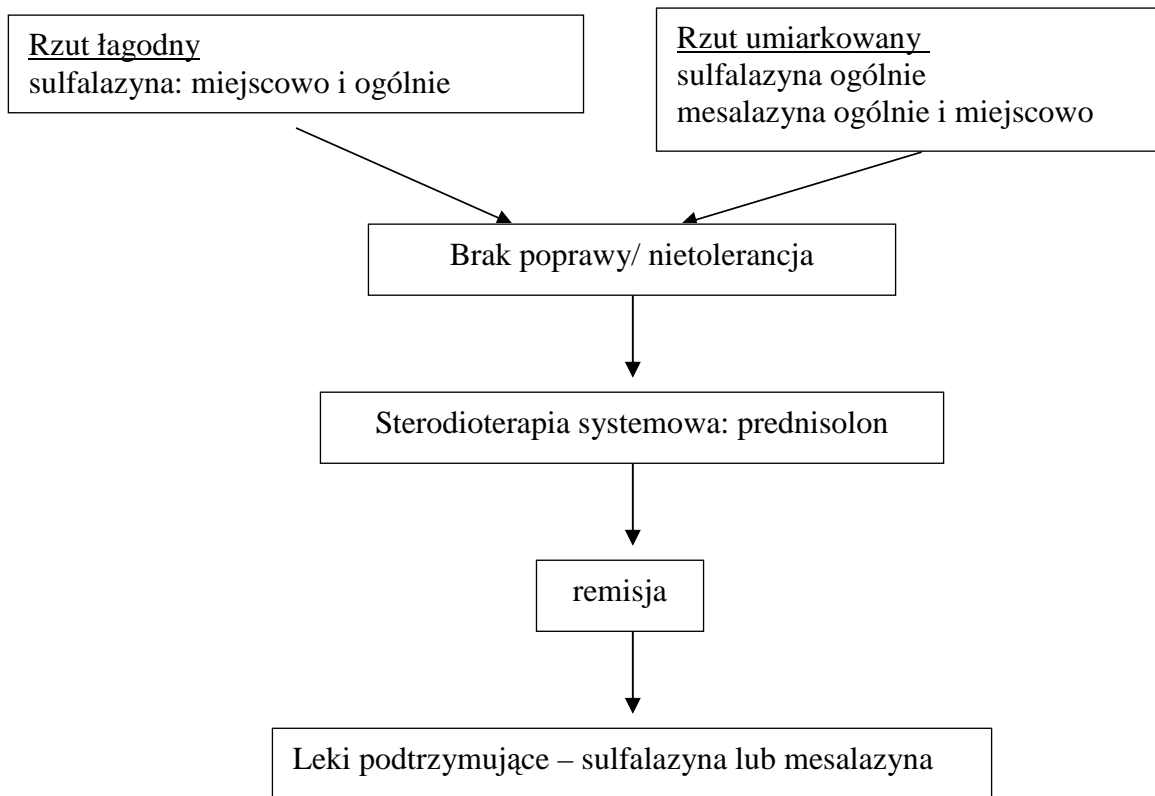 Rzut łagodny
sulfalazyna: miejscowo i ogólnie
Rzut umiarkowany
sulfalazyna ogólnie
mesalazyna ogólnie i miejscowo
Brak poprawy/ nietolerancja
Sterodioterapia systemowa: prednisolon
remisja
Leki podtrzymujące – sulfalazyna lub mesalazyna